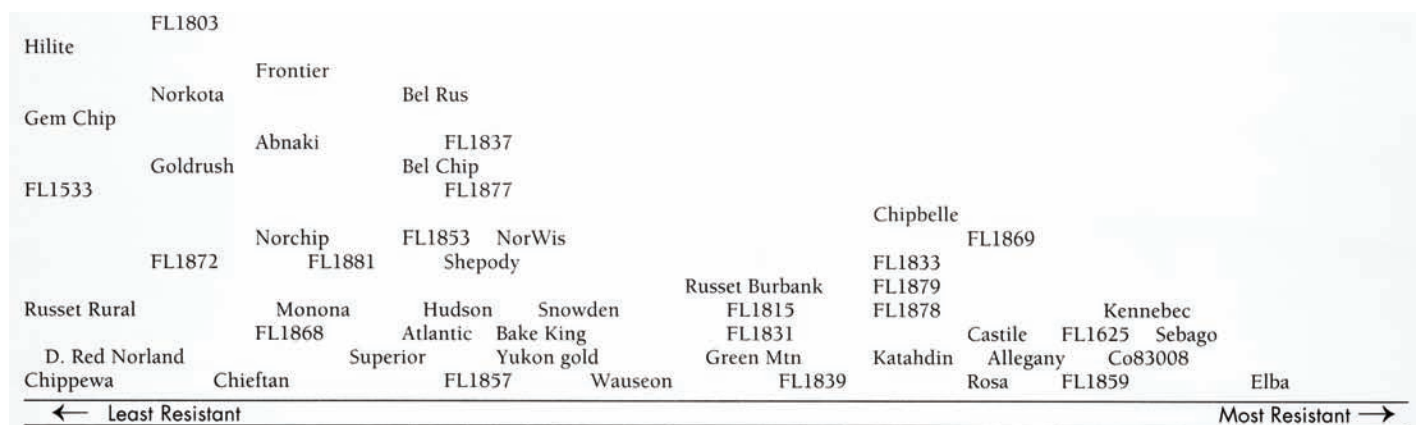 FL1803
Hilite
Frontier
Norkota Bel Rus
Gem Chip
Abnaki FL1837
Goldrush Bel Chip
FL1533 FL1877
Chipbelle
Norchip FL1853 NorWis FL1869
FL1872 FL1881 Shepody FL1833
Russet Burbank FL1879
Russet Rural Monona Hudson Snowden FL1815 FL1878 Kennebec
FL1868 Atlantic Bake King FL1831 Castile FL1625 Sebago
D. Red Norland Superior Yukon gold Green Mtn Katahdin Allegany Co83008
Chippewa Chieftan FL1857 Wauseon FL1839 Rosa FL1859 Elba
← Least Resistant Most Resistant →